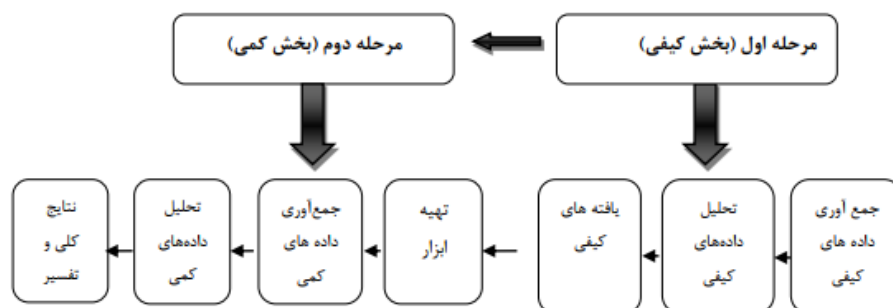 مرحله اول (بخش کیفی)
مرحله دوم (بخش کمی)
جمع آوری
داده های
کیفی
تحلیل
داده‌های
کیفی
یافته های
کیفی
تهیه
ابزار
جمع‌آوری
داده های
کمی
تحلیل
داده‌های
کمی
نتایج
کلی و
تفسیر